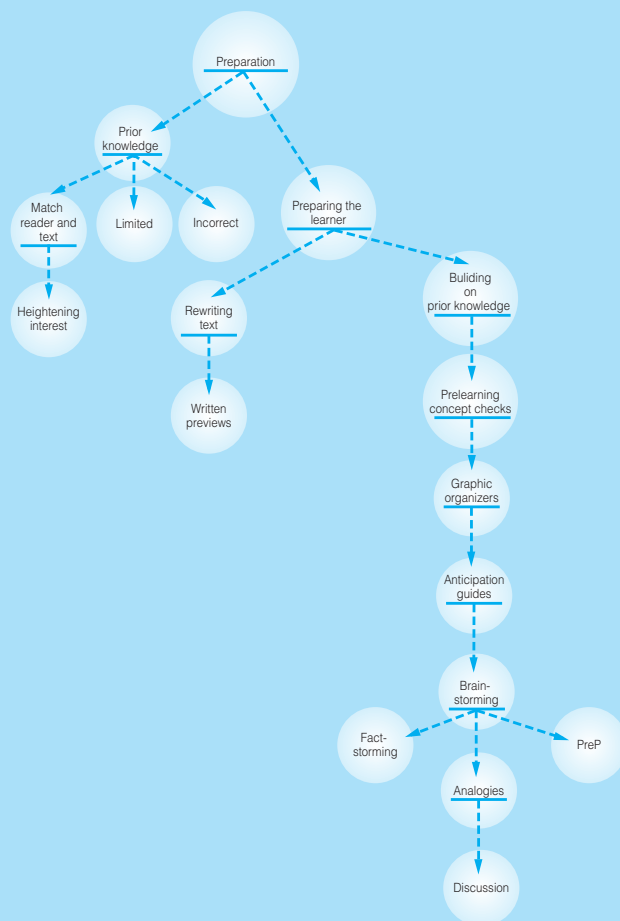 Preparation
Prior
knowledge
Match
reader and
text
Limited
Incorrect
Preparing the
learner
Heightening
interest
Rewriting
text
Buliding
on
prior knowledge
Written
previews
Prelearning
concept checks
Graphic
organizers
Anticipation
guides
Brain-
storming
Fact-
storming
PreP
Analogies
Discussion